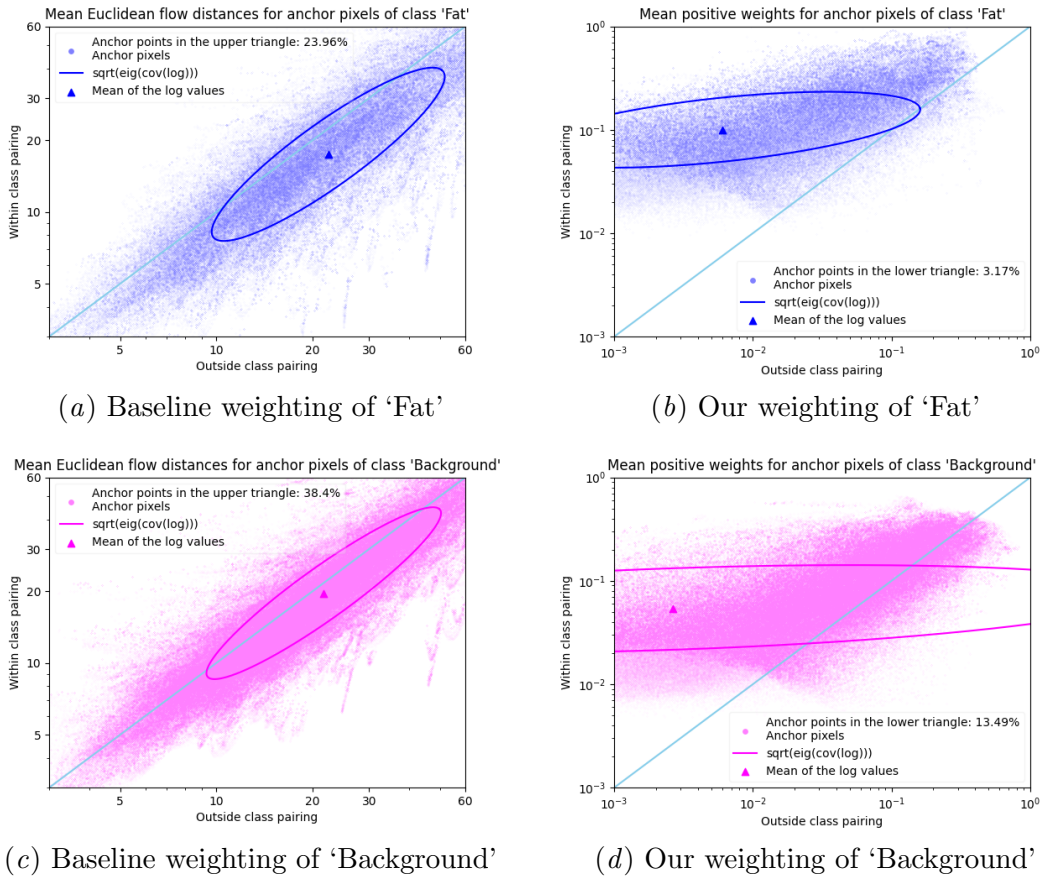 Mean Euclidean flow distances for anchor pixels of class 'Fat'
60
30
20
10
5
Within class pairing
Anchor points in the upper triangle: 23.96%
Anchor pixels
sqrt(eig(cov(log)))
Mean of the log values
5 10 20 30 60
Outside class pairing
(a) Baseline weighting of ‘Fat’
Mean positive weights for anchor pixels of class 'Fat'
10⁰
10⁻¹
10⁻²
10⁻³
Within class pairing
Anchor points in the lower triangle: 3.17%
Anchor pixels
sqrt(eig(cov(log)))
Mean of the log values
10⁻³ 10⁻² 10⁻¹ 10⁰
Outside class pairing
(b) Our weighting of ‘Fat’
Mean Euclidean flow distances for anchor pixels of class 'Background'
60
30
20
10
5
Within class pairing
Anchor points in the upper triangle: 38.4%
Anchor pixels
sqrt(eig(cov(log)))
Mean of the log values
5 10 20 30 60
Outside class pairing
(c) Baseline weighting of ‘Background’
Mean positive weights for anchor pixels of class 'Background'
10⁰
10⁻¹
10⁻²
10⁻³
Within class pairing
Anchor points in the lower triangle: 13.49%
Anchor pixels
sqrt(eig(cov(log)))
Mean of the log values
10⁻³ 10⁻² 10⁻¹ 10⁰
Outside class pairing
(d) Our weighting of ‘Background’